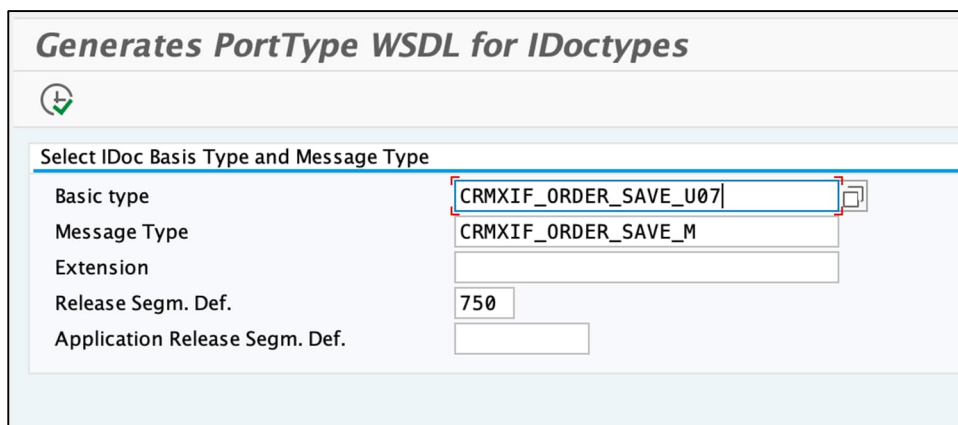 Generates PortType WSDL for IDoctypes
Select IDoc Basis Type and Message Type
Basic type CRMXIF_ORDER_SAVE_U07
Message Type CRMXIF_ORDER_SAVE_M
Extension
Release Segm. Def. 750
Application Release Segm. Def.